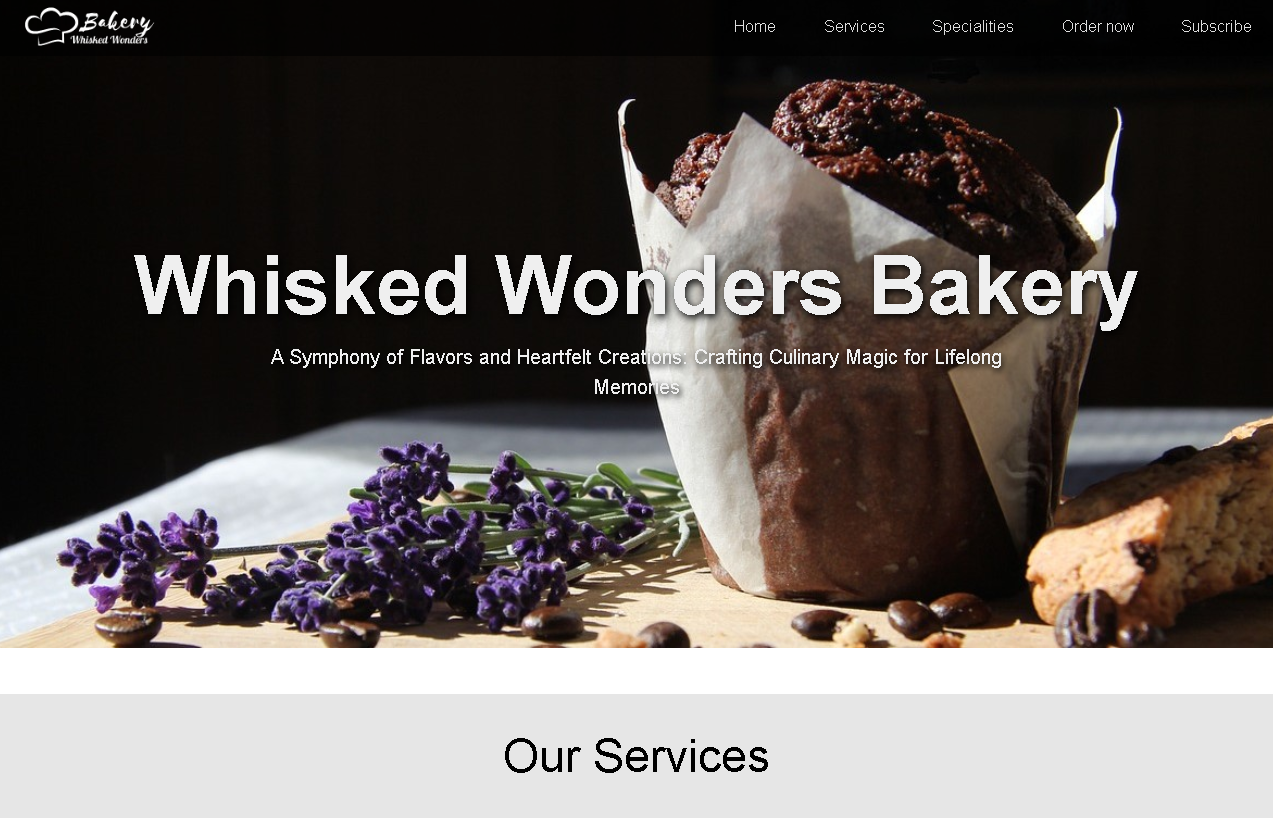 Bakery
Whisked Wonders
Home Services Specialities Order now Subscribe
Whisked Wonders Bakery
A Symphony of Flavors and Heartfelt Creations: Crafting Culinary Magic for Lifelong
Memories
Our Services